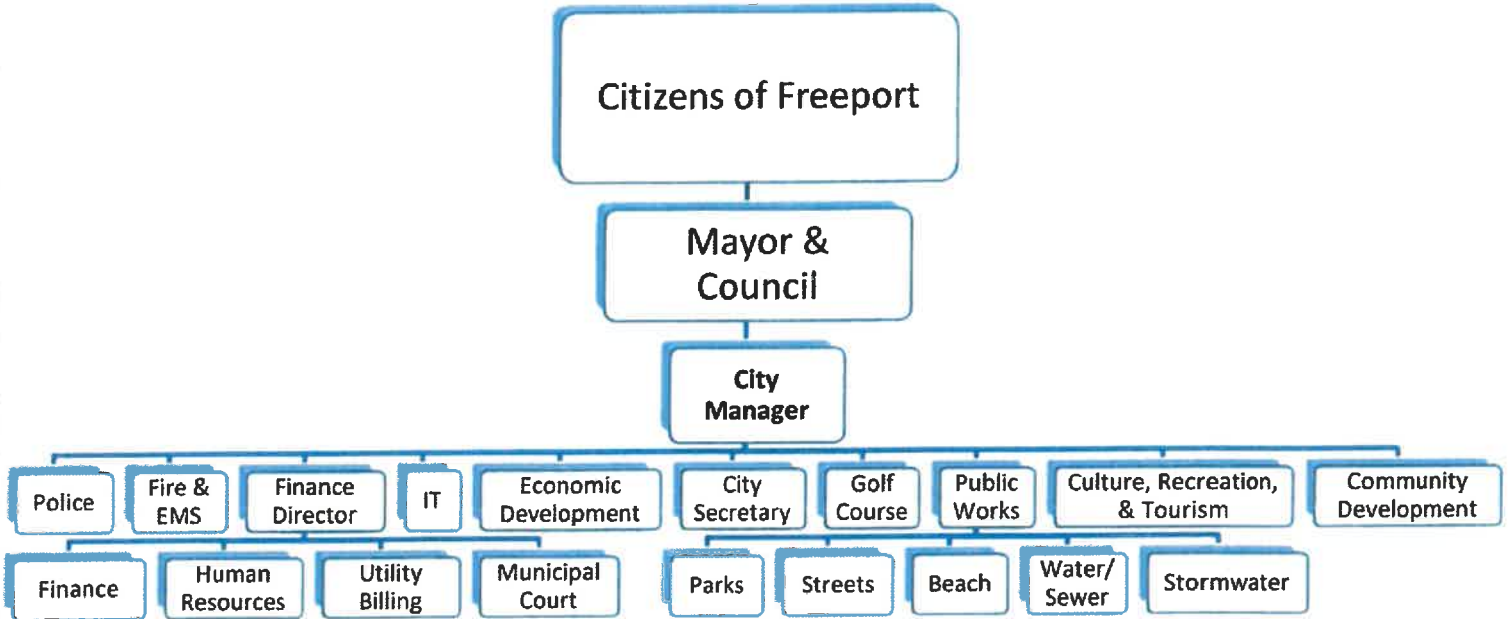 Citizens of Freeport
Mayor &
Council
City
Manager
Police
Fire &
EMS
Finance
Director
IT
Economic
Development
City
Secretary
Golf
Course
Public
Works
Culture, Recreation,
& Tourism
Community
Development
Finance
Human
Resources
Utility
Billing
Municipal
Court
Parks
Streets
Beach
Water/
Sewer
Stormwater